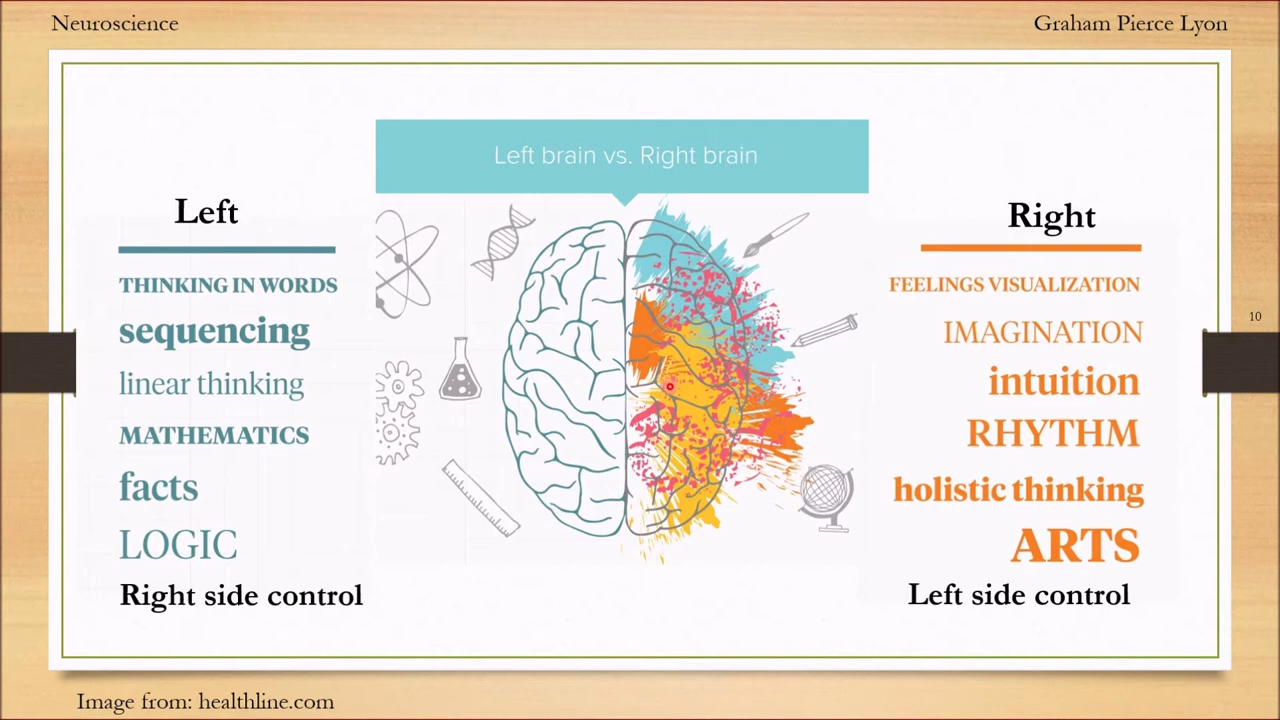 Neuroscience
Graham Pierce Lyon
Left brain vs. Right brain
Left
THINKING IN WORDS
sequencing
linear thinking
MATHEMATICS
facts
LOGIC
Right side control
Right
FEELINGS VISUALIZATION
IMAGINATION
intuition
RHYTHM
holistic thinking
ARTS
Left side control
10
Image from: healthline.com